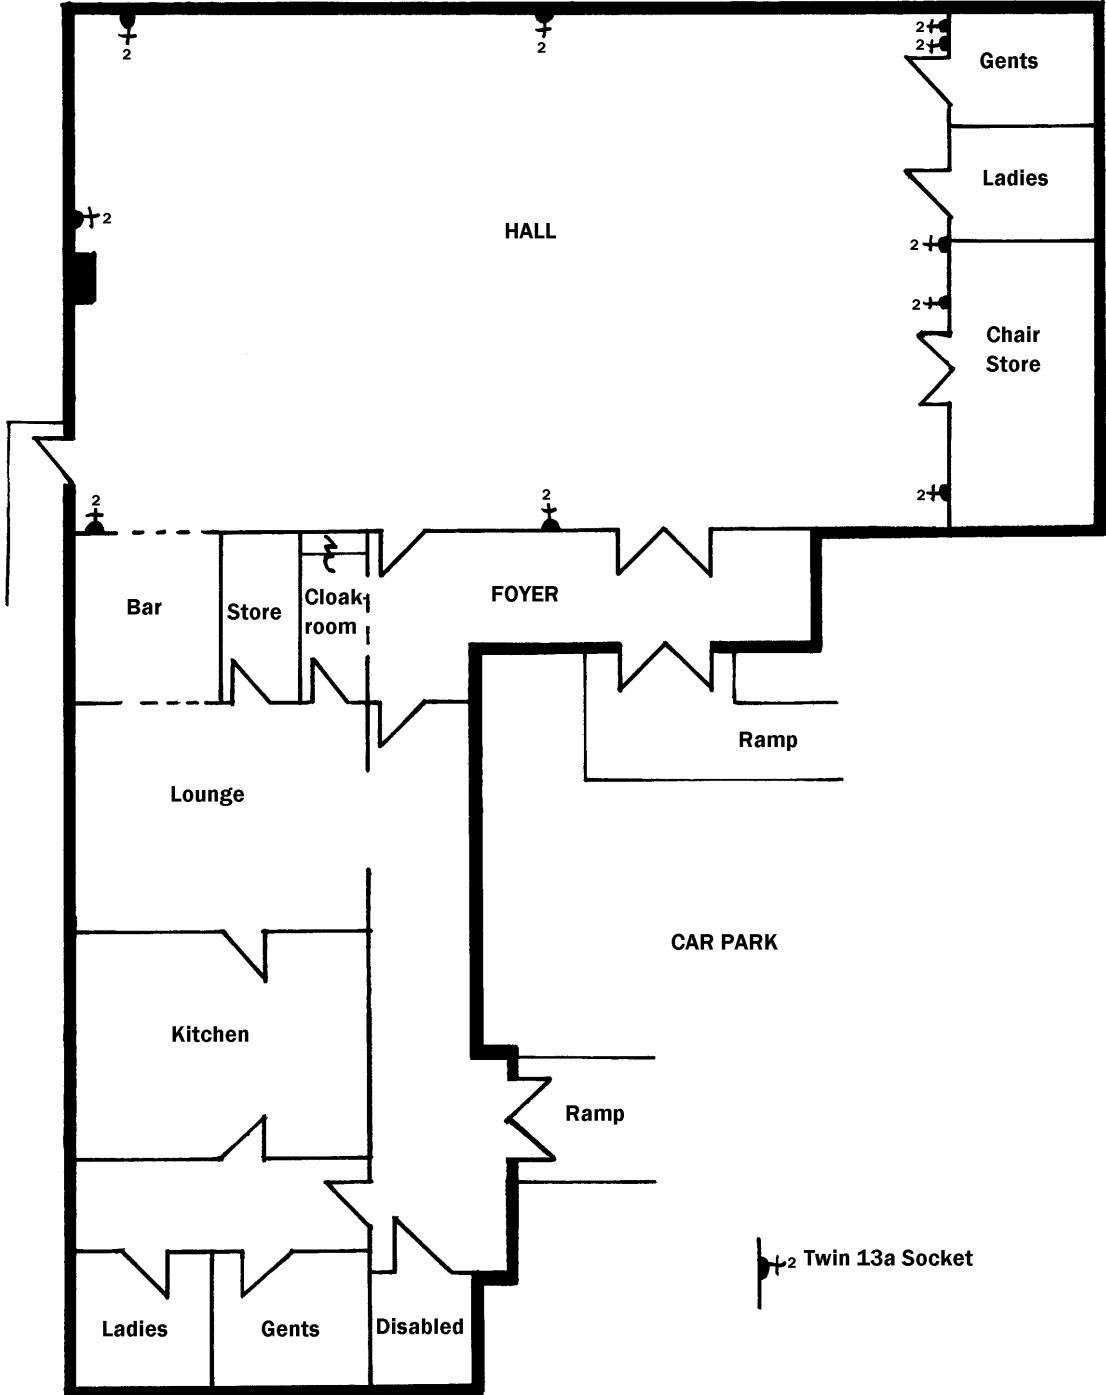 2
2
2
2
Gents
Ladies
2
HALL
2
2
Chair
Store
2
2
2
Bar
Store
Cloak-
room
FOYER
Ramp
Lounge
CAR PARK
Kitchen
Ramp
2 Twin 13a Socket
Ladies
Gents
Disabled